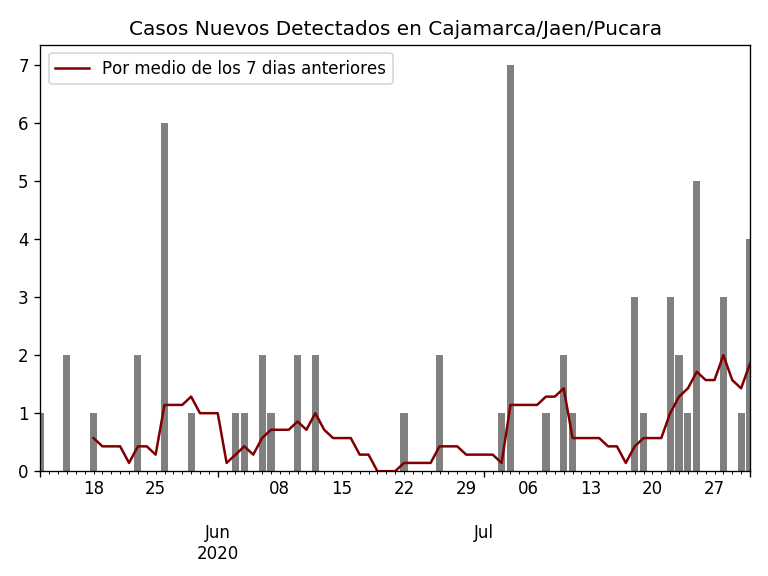 Casos Nuevos Detectados en Cajamarca/Jaen/Pucara
Por medio de los 7 dias anteriores
7
6
5
4
3
2
1
0
18 25 08 15 22 29 06 13 20 27
Jun Jul
2020